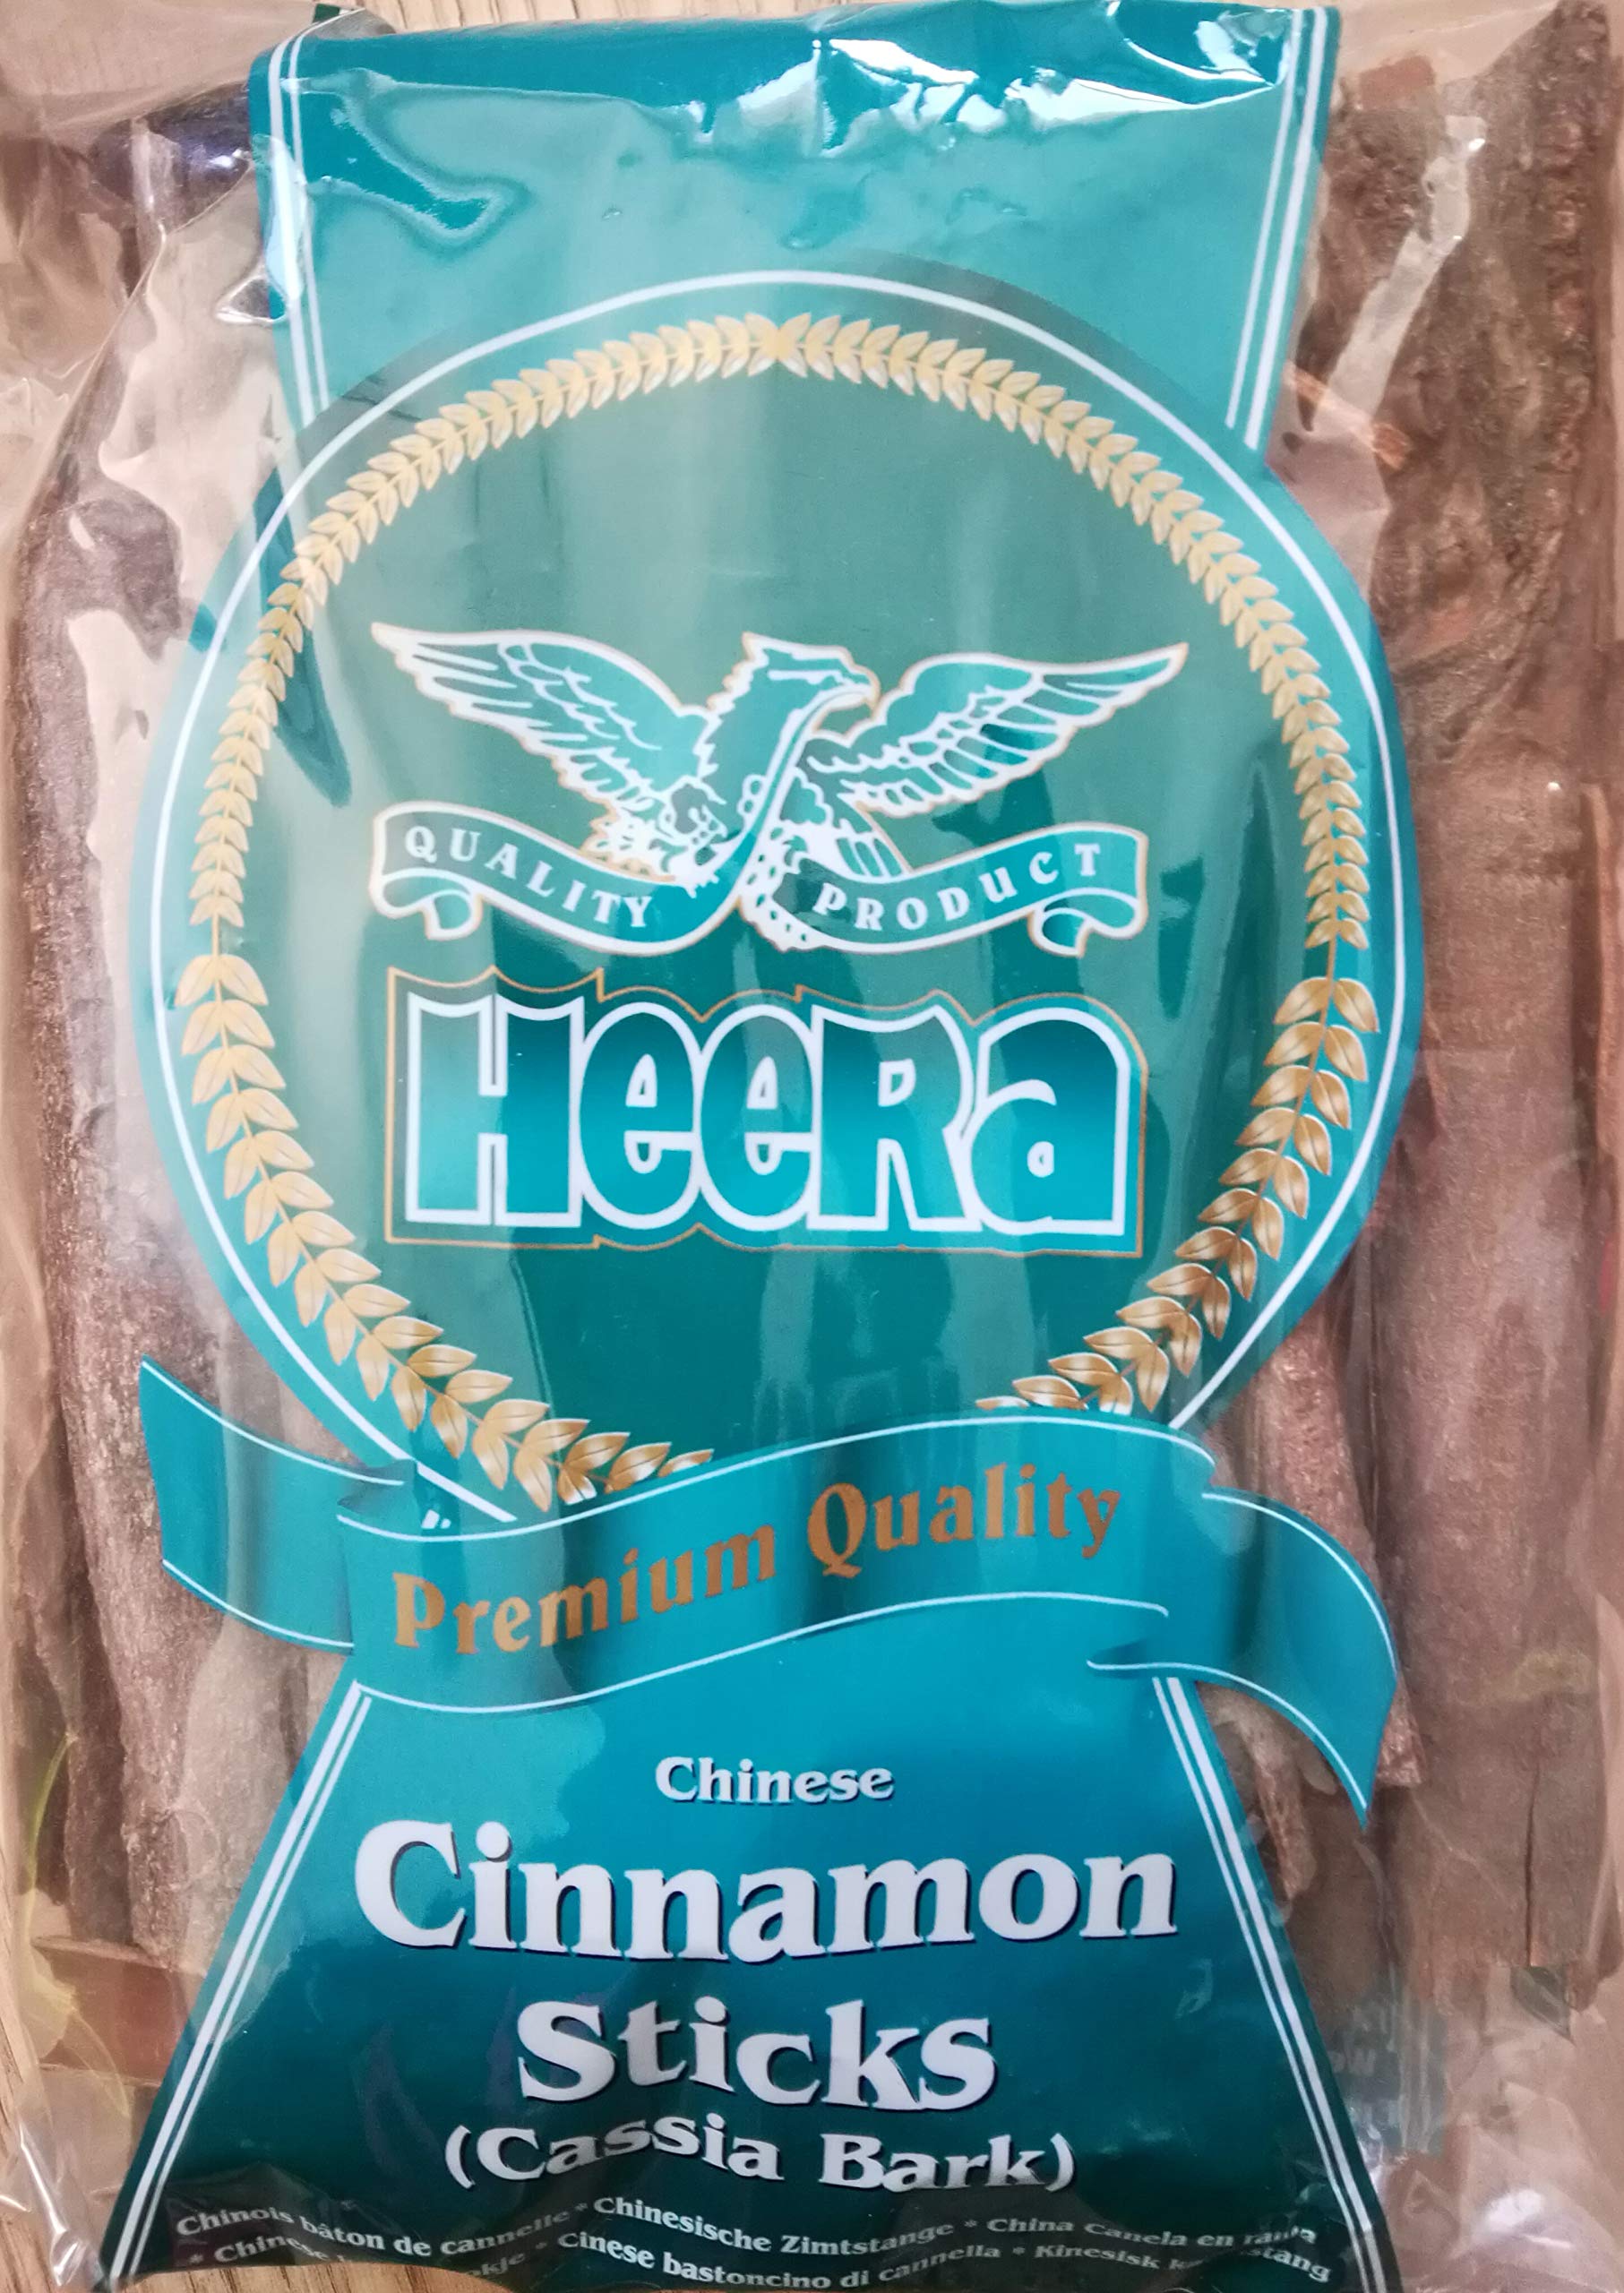 QUALITY PRODUCT
HeeRa
Premium Quality
Chinese
Cinnamon
Sticks
(Cassia Bark)
Chinois bâton de cannelle * Chinesische Zimtstange * China Canela en rama
* Cinese bastoncino di cannella * Kinesisk